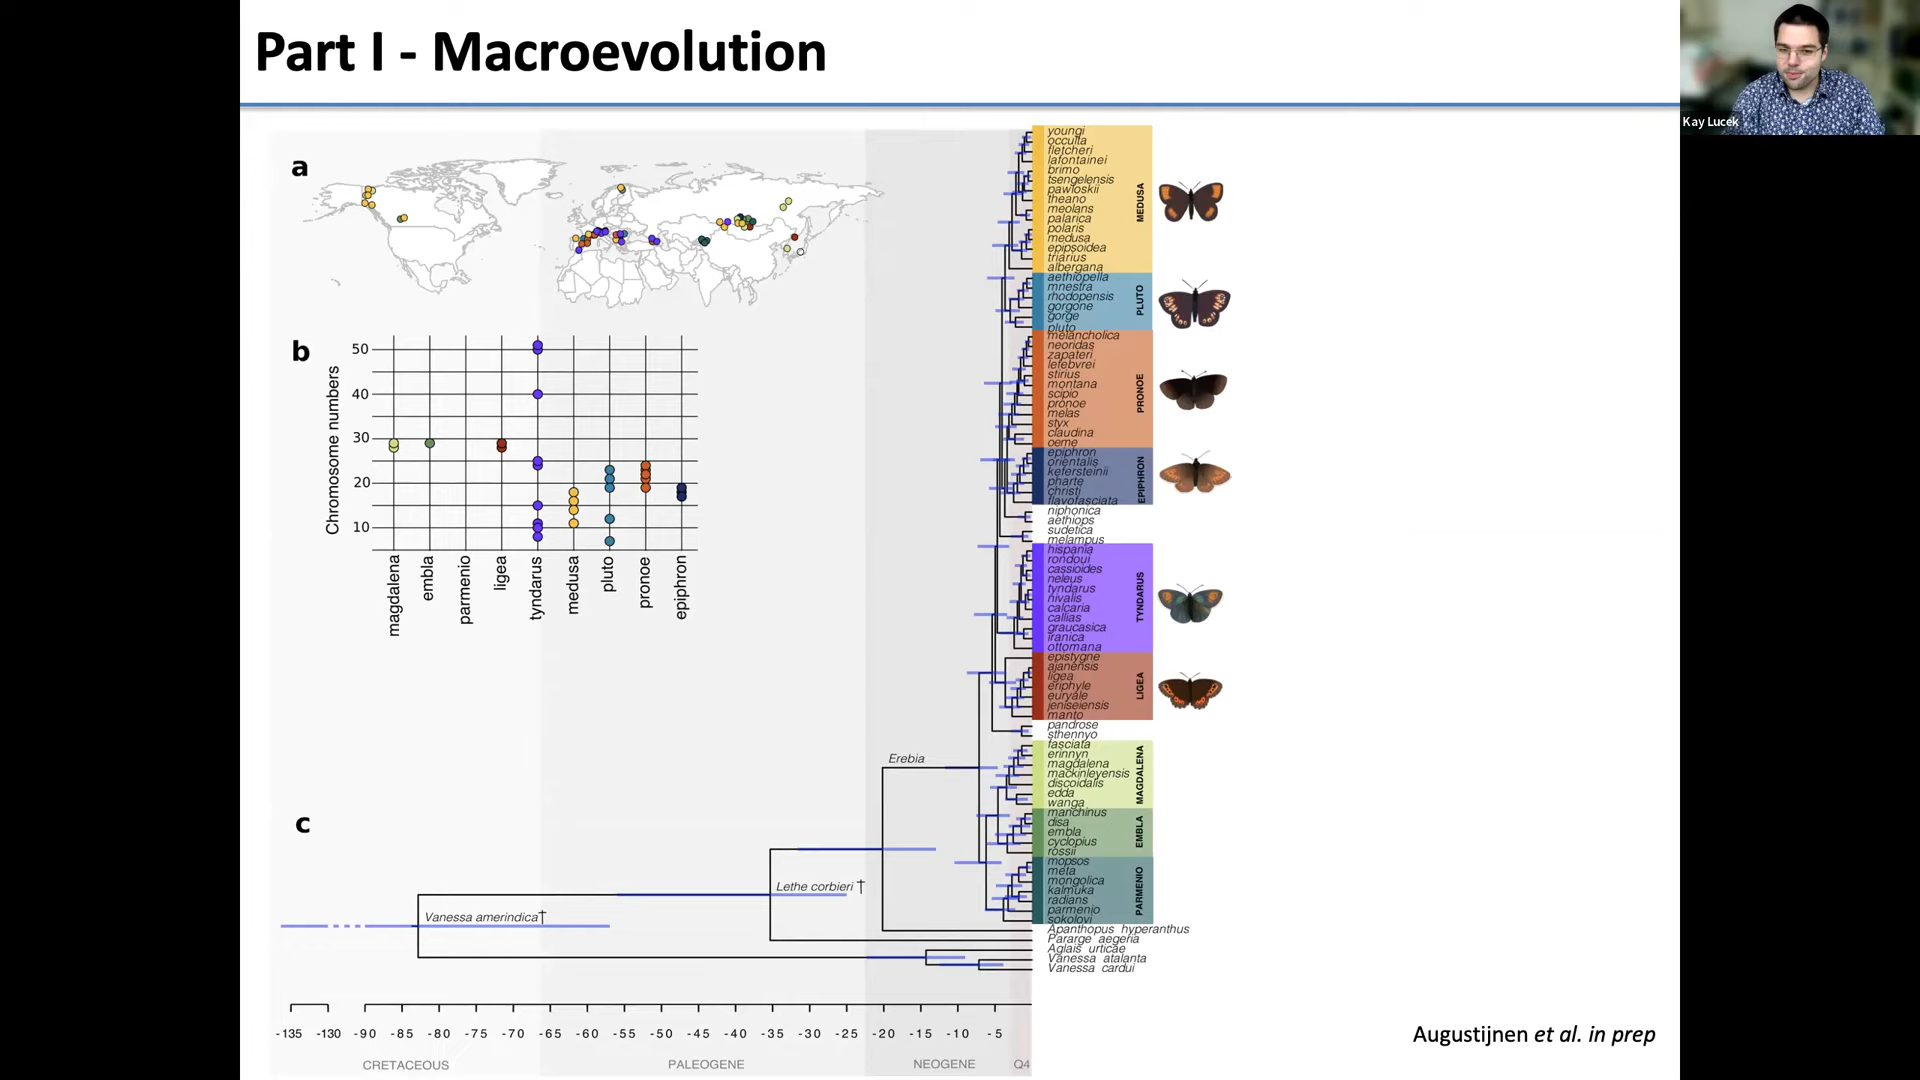 Part I - Macroevolution
Kay Lucek
a
b
Chromosome numbers
50
40
30
20
10
magdalena
embla
parmenio
ligea
tyndarus
medusa
pluto
pronoe
epiphron
c
Erebia
Lethe corbieri †
Vanessa amerindica†
youngi
occulta
fletcheri
lafontainei
brimo
tsengelensis
pawloskii
theano
meolans
palarica
polaris
medusa
epipsoidea
triarius
albergana
MEDUSA
aethiopella
mnestra
rhodopensis
gorgone
gorge
pluto
PLUTO
melancholica
neoridas
zapateri
lefebvrei
stirius
montana
scipio
pronoe
melas
styx
claudina
oeme
PRONOE
epiphron
orientalis
kefersteinii
pharte
christi
flavofasciata
EPIPHRON
niphonica
aethiops
sudetica
melampus
hispania
rondoui
cassioides
neleus
tyndarus
nivalis
calcaria
callias
graucasica
iranica
ottomana
TYNDARUS
epistygne
ajanensis
ligea
eriphyle
euryale
jeniseiensis
manto
LIGEA
pandrose
sthennyo
fasciata
erinnyn
magdalena
mackinleyensis
discoidalis
edda
wanga
MAGDALENA
manchinus
disa
embla
cyclopius
rossii
EMBLA
mopsos
meta
mongolica
kalmuka
radians
parmenio
sokolovi
PARMENIO
Apanthopus hyperanthus
Pararge aegeria
Aglais urticae
Vanessa atalanta
Vanessa cardui
-135 -130 -90 -85 -80 -75 -70 -65 -60 -55 -50 -45 -40 -35 -30 -25 -20 -15 -10 -5
CRETACEOUS PALEOGENE NEOGENE Q4
Augustijnen et al. in prep